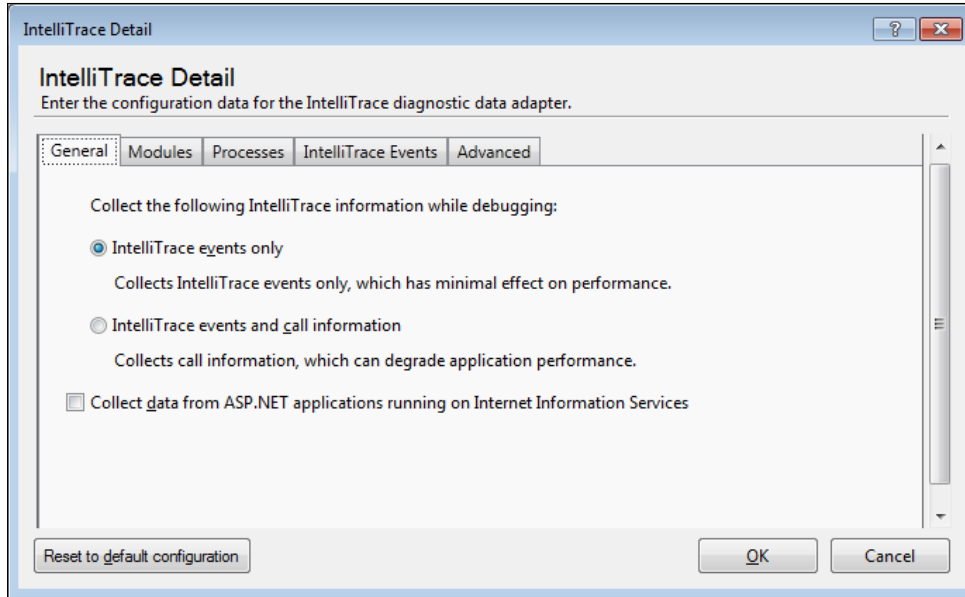 IntelliTrace Detail
IntelliTrace Detail
Enter the configuration data for the IntelliTrace diagnostic data adapter.
General Modules Processes IntelliTrace Events Advanced
Collect the following IntelliTrace information while debugging:
IntelliTrace events only
Collects IntelliTrace events only, which has minimal effect on performance.
IntelliTrace events and call information
Collects call information, which can degrade application performance.
Collect data from ASP.NET applications running on Internet Information Services
Reset to default configuration OK Cancel